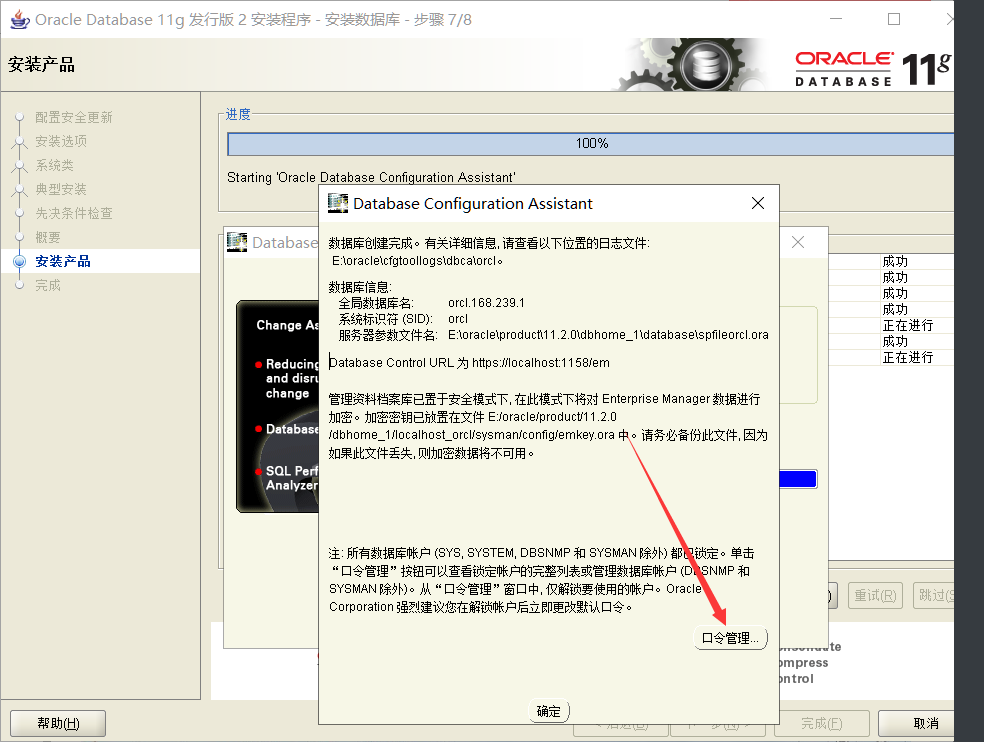 Oracle Database 11g 发行版 2 安装程序 - 安装数据库 - 步骤 7/8
安装产品
ORACLE
DATABASE 11g
配置安全更新
安装选项
系统类
典型安装
先决条件检查
概要
安装产品
完成
进度
100%
Starting 'Oracle Database Configuration Assistant'
Database
Change As
Reducing
and disru
change
Database
SQL Perf
Analyzer
Database Configuration Assistant
数据库创建完成。有关详细信息, 请查看以下位置的日志文件:
E:\oracle\cfgtoollogs\dbca\orcl。
数据库信息:
全局数据库名: orcl.168.239.1
系统标识符 (SID): orcl
服务器参数文件名: E:\oracle\product\11.2.0\dbhome_1\database\spfileorcl.ora
Database Control URL 为 https://localhost:1158/em
管理资料档案库已置于安全模式下, 在此模式下将对 Enterprise Manager 数据进行
加密。加密密钥已放置在文件 E:/oracle/product/11.2.0
/dbhome_1/localhost_orcl/sysman/config/emkey.ora 中。请务必备份此文件, 因为
如果此文件丢失, 则加密数据将不可用。
注: 所有数据库帐户 (SYS, SYSTEM, DBSNMP 和 SYSMAN 除外) 都已锁定。单击
“口令管理”按钮可以查看锁定帐户的完整列表或管理数据库帐户 (DBSNMP 和
SYSMAN 除外)。从“口令管理”窗口中, 仅解锁要使用的帐户。Oracle
Corporation 强烈建议您在解锁帐户后立即更改默认口令。
口令管理...
确定
成功
成功
成功
成功
正在进行
成功
正在进行
重试(R)
跳过(S
onsolidate
ompress
ontrol
帮助(H)
< 后退(B)
下一步(N) >
完成(F)
取消